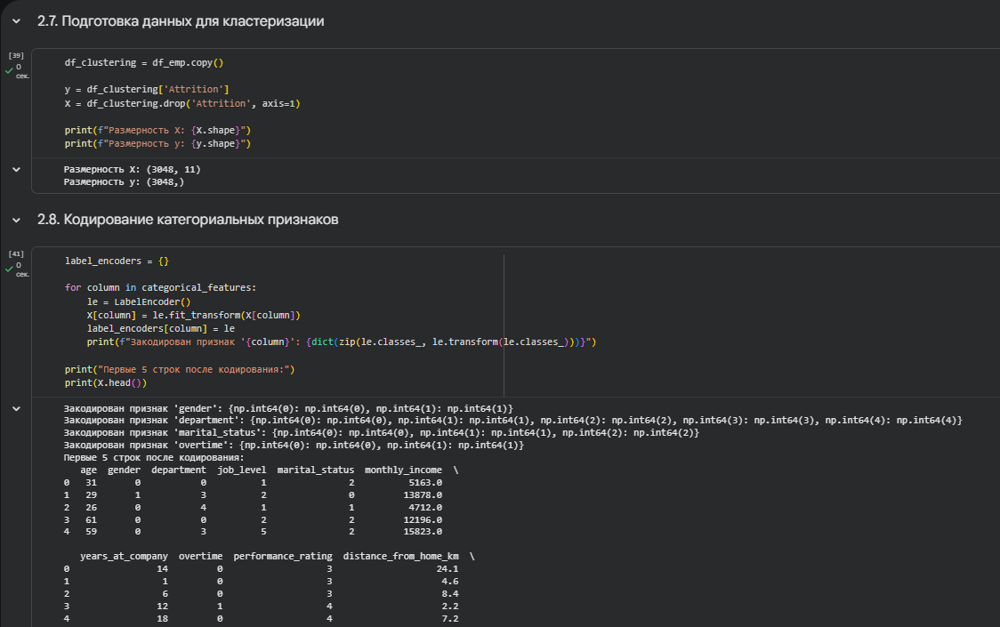 2.7. Подготовка данных для кластеризации
[39]
0
сек.
df_clustering = df_emp.copy()
y = df_clustering['Attrition']
X = df_clustering.drop('Attrition', axis=1)
print(f"Размерность X: {X.shape}")
print(f"Размерность y: {y.shape}")
Размерность X: (3048, 11)
Размерность y: (3048,)
2.8. Кодирование категориальных признаков
[41]
0
сек.
label_encoders = {}
for column in categorical_features:
    le = LabelEncoder()
    X[column] = le.fit_transform(X[column])
    label_encoders[column] = le
    print(f"Закодирован признак '{column}': {dict(zip(le.classes_, le.transform(le.classes_)))}")
print("Первые 5 строк после кодирования:")
print(X.head())
Закодирован признак 'gender': {np.int64(0): np.int64(0), np.int64(1): np.int64(1)}
Закодирован признак 'department': {np.int64(0): np.int64(0), np.int64(1): np.int64(1), np.int64(2): np.int64(2), np.int64(3): np.int64(3), np.int64(4): np.int64(4)}
Закодирован признак 'marital_status': {np.int64(0): np.int64(0), np.int64(1): np.int64(1), np.int64(2): np.int64(2)}
Закодирован признак 'overtime': {np.int64(0): np.int64(0), np.int64(1): np.int64(1)}
Первые 5 строк после кодирования:
   age  gender  department  job_level  marital_status  monthly_income  \
0   31       0           0          1               2          5163.0
1   29       1           3          2               0         13878.0
2   26       0           4          1               1          4712.0
3   61       0           0          2               2         12196.0
4   59       0           3          5               2         15823.0
   years_at_company  overtime  performance_rating  distance_from_home_km  \
0                14         0                   3                   24.1
1                 1         0                   3                    4.6
2                 6         0                   3                    8.4
3                12         1                   4                    2.2
4                18         0                   4                    7.2